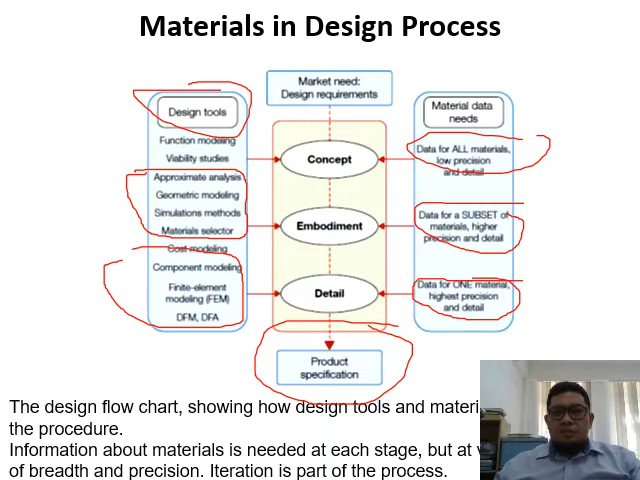 Materials in Design Process
Market need:
Design requirements
Design tools
Function modeling
Viability studies
Approximate analysis
Geometric modeling
Simulations methods
Materials selector
Cost modeling
Component modeling
Finite-element
modeling (FEM)
DFM, DFA
Concept
Embodiment
Detail
Product
specification
Material data
needs
Data for ALL materials,
low precision
and detail
Data for a SUBSET of
materials, higher
precision and detail
Data for ONE material,
highest precision
and detail
The design flow chart, showing how design tools and materi
the procedure.
Information about materials is needed at each stage, but at v
of breadth and precision. Iteration is part of the process.